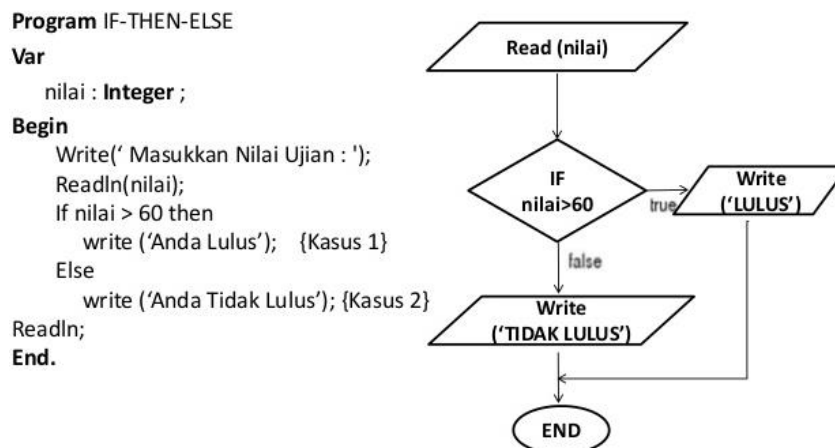 Program IF-THEN-ELSE
Var
nilai : Integer ;
Begin
Write(‘ Masukkan Nilai Ujian : ');
Readln(nilai);
If nilai > 60 then
write (‘Anda Lulus’); {Kasus 1}
Else
write (‘Anda Tidak Lulus’); {Kasus 2}
Readln;
End.
Read (nilai)
IF
nilai>60
true
Write
(‘LULUS’)
false
Write
(‘TIDAK LULUS’)
END